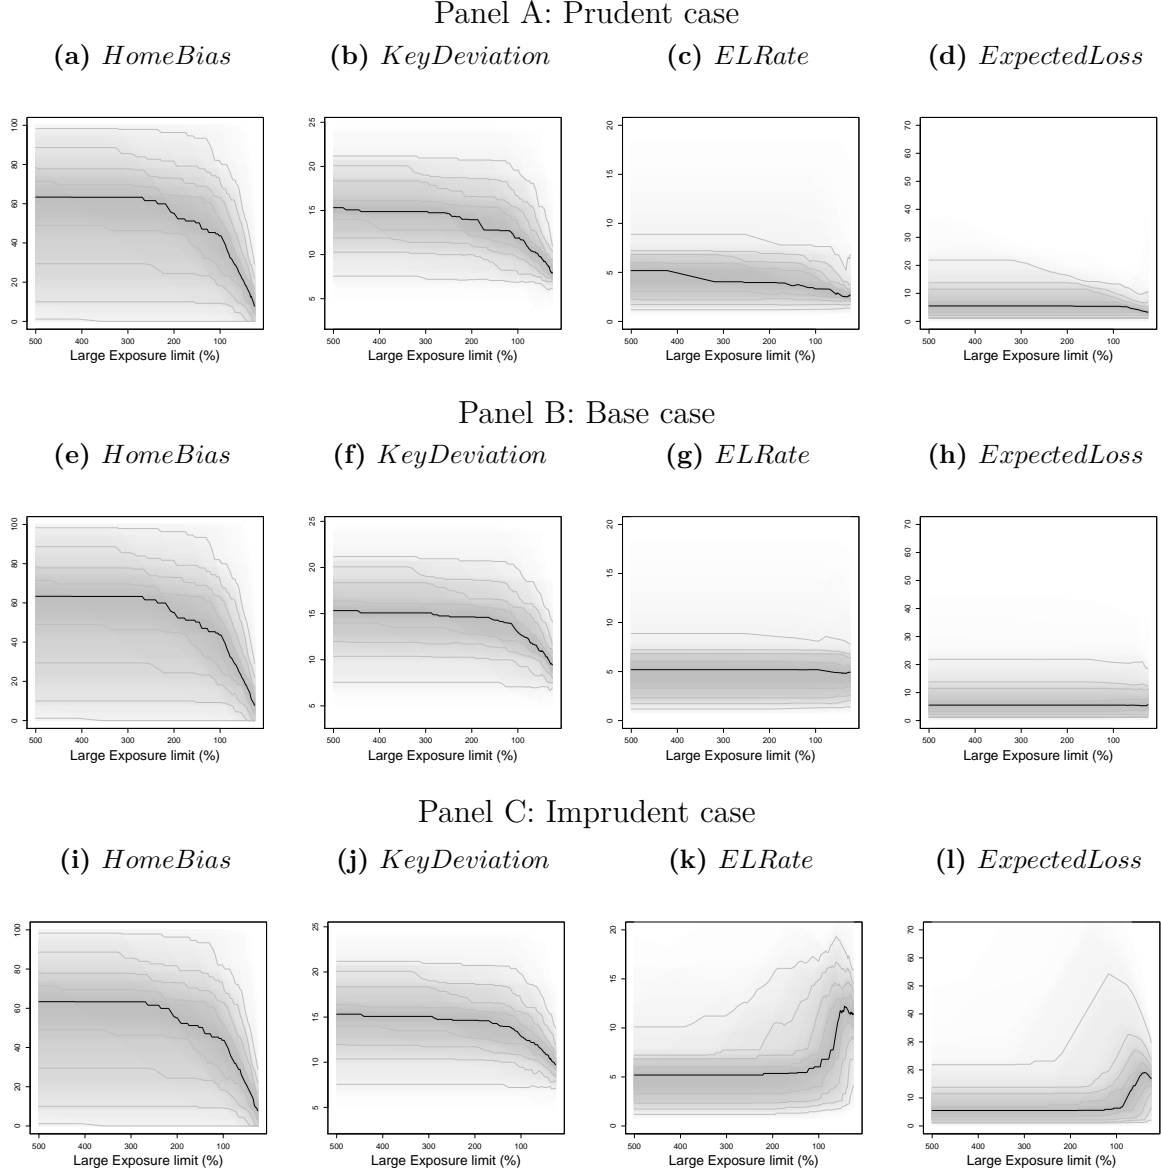 Panel A: Prudent case
(a) HomeBias (b) KeyDeviation (c) ELRate (d) ExpectedLoss
100 80 60 40 20 0
500 400 300 200 100
Large Exposure limit (%)
25 20 15 10 5
500 400 300 200 100
Large Exposure limit (%)
20 15 10 5 0
500 400 300 200 100
Large Exposure limit (%)
70 60 50 40 30 20 10 0
500 400 300 200 100
Large Exposure limit (%)
Panel B: Base case
(e) HomeBias (f) KeyDeviation (g) ELRate (h) ExpectedLoss
100 80 60 40 20 0
500 400 300 200 100
Large Exposure limit (%)
25 20 15 10 5
500 400 300 200 100
Large Exposure limit (%)
20 15 10 5 0
500 400 300 200 100
Large Exposure limit (%)
70 60 50 40 30 20 10 0
500 400 300 200 100
Large Exposure limit (%)
Panel C: Imprudent case
(i) HomeBias (j) KeyDeviation (k) ELRate (l) ExpectedLoss
100 80 60 40 20 0
500 400 300 200 100
Large Exposure limit (%)
25 20 15 10 5
500 400 300 200 100
Large Exposure limit (%)
20 15 10 5 0
500 400 300 200 100
Large Exposure limit (%)
70 60 50 40 30 20 10 0
500 400 300 200 100
Large Exposure limit (%)